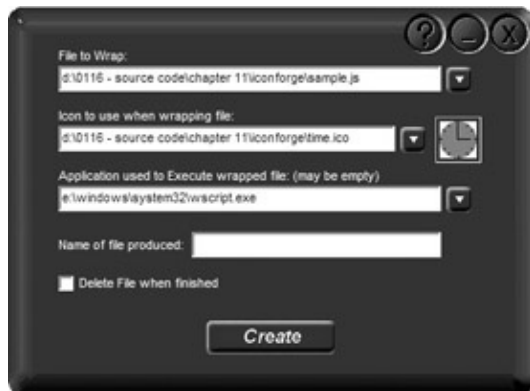 ? _ X
File to Wrap:
d:\0116 - source code\chapter 11\iconforge\sample.js
Icon to use when wrapping file:
d:\0116 - source code\chapter 11\iconforge\time.ico
Application used to Execute wrapped file: (may be empty)
e:\windows\system32\wscript.exe
Name of file produced:
Delete File when finished
Create